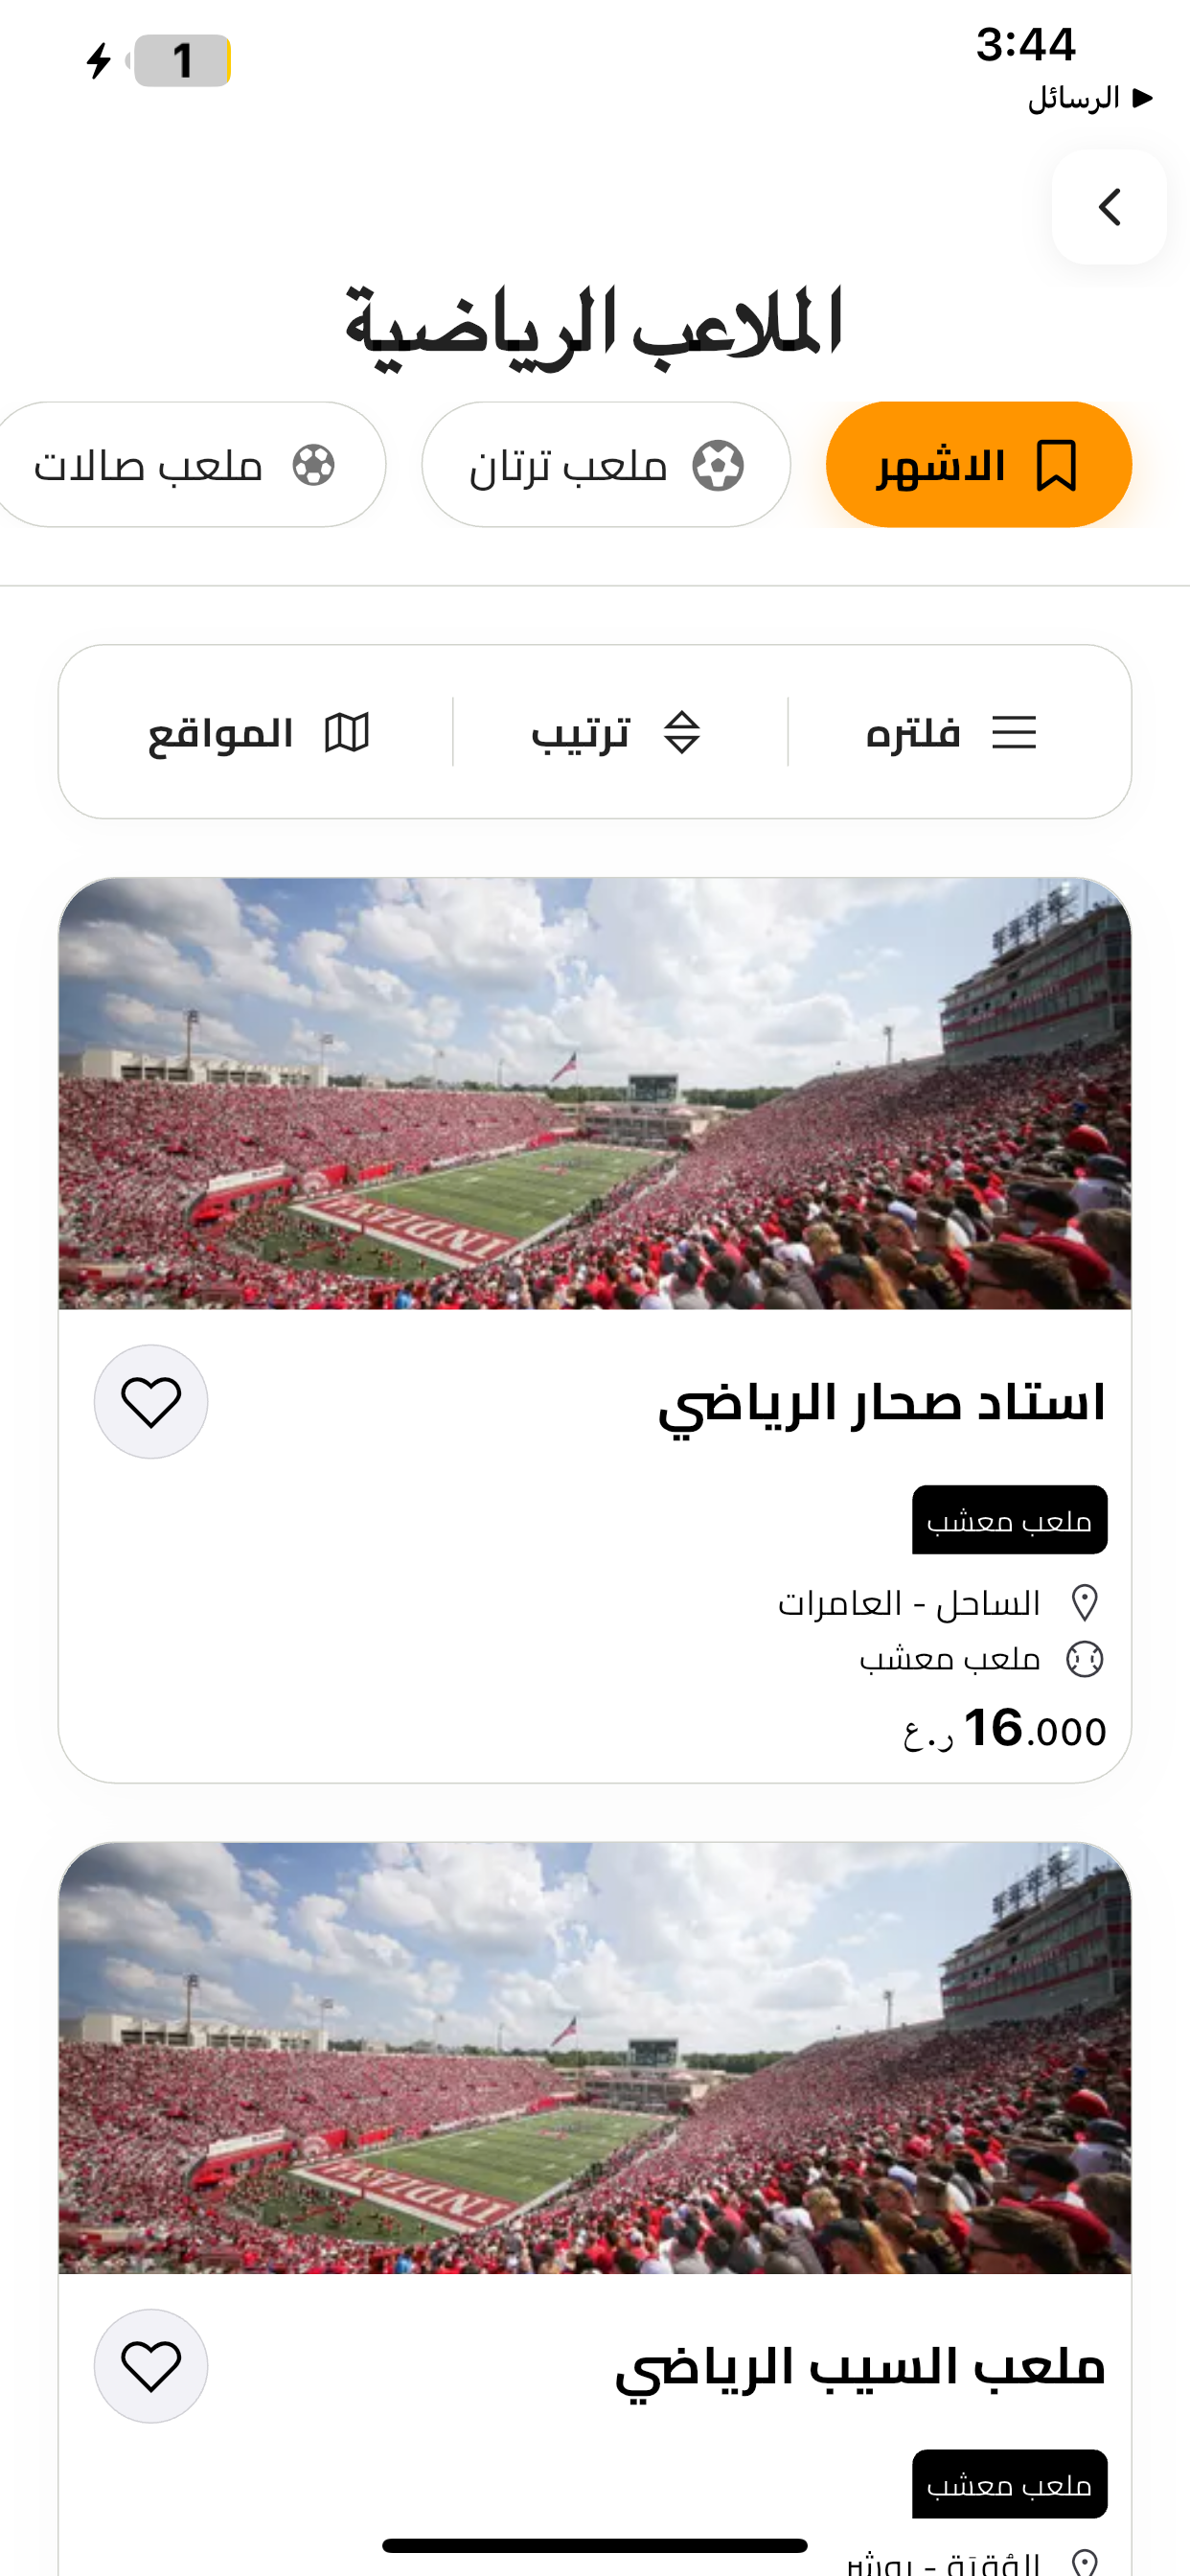 3:44
1
الرسائل
الملاعب الرياضية
الاشهر
ملعب ترتان
ملعب صالات
فلتره
ترتيب
المواقع
INDIANA
استاد صحار الرياضي
ملعب معشب
الساحل - العامرات
ملعب معشب
16.000 ر.ع
INDIANA
ملعب السيب الرياضي
ملعب معشب
- بوشر